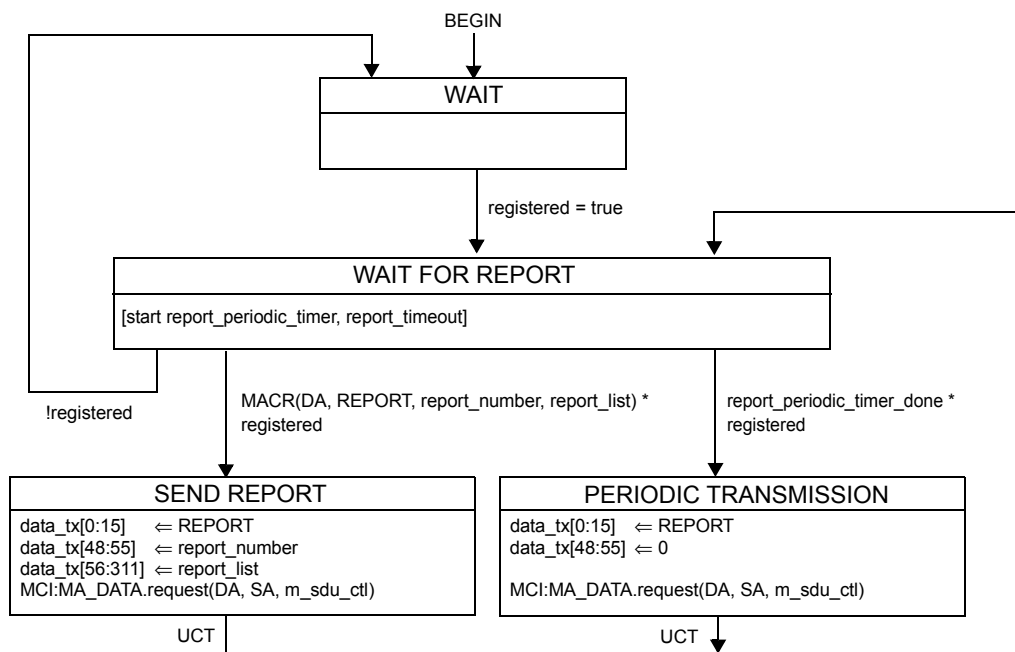 BEGIN
WAIT
registered = true
WAIT FOR REPORT
[start report_periodic_timer, report_timeout]
!registered
MACR(DA, REPORT, report_number, report_list) *
registered
report_periodic_timer_done *
registered
SEND REPORT
data_tx[0:15] ⇐ REPORT
data_tx[48:55] ⇐ report_number
data_tx[56:311] ⇐ report_list
MCI:MA_DATA.request(DA, SA, m_sdu_ctl)
UCT
PERIODIC TRANSMISSION
data_tx[0:15] ⇐ REPORT
data_tx[48:55] ⇐ 0
MCI:MA_DATA.request(DA, SA, m_sdu_ctl)
UCT